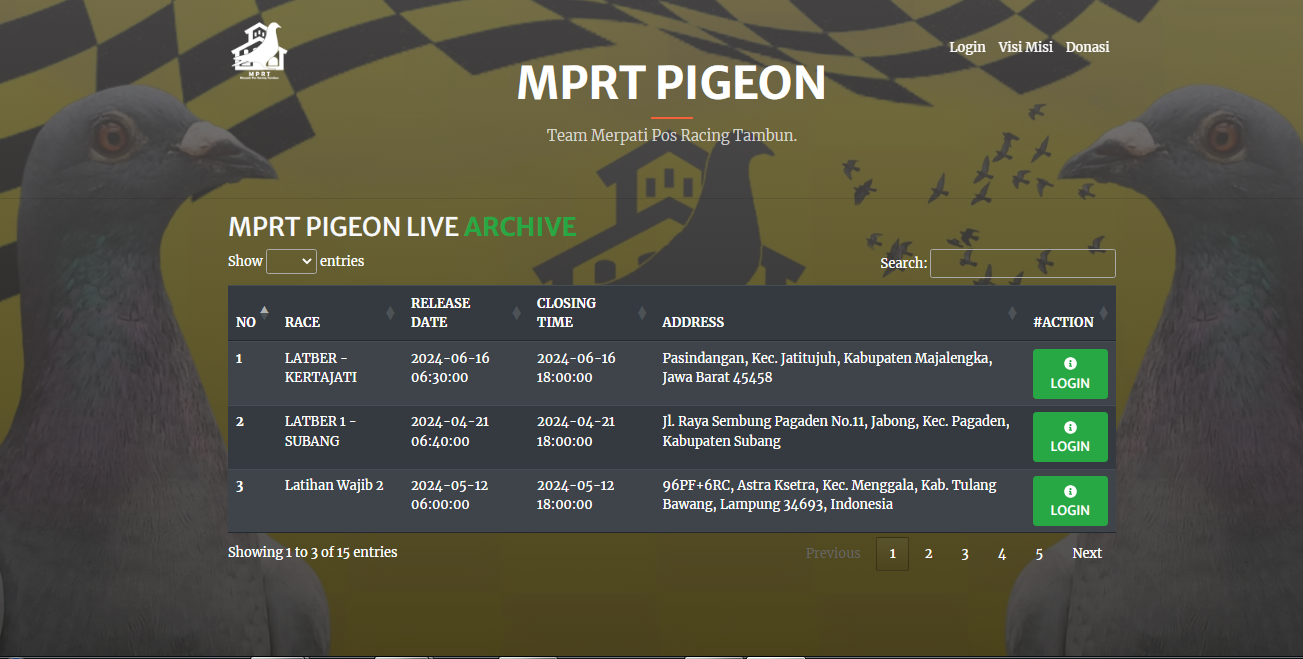 MPRT
Login Visi Misi Donasi
MPRT PIGEON
Team Merpati Pos Racing Tambun.
MPRT PIGEON LIVE ARCHIVE
Show entries
Search:
NO RACE RELEASE DATE CLOSING TIME ADDRESS #ACTION
1 LATBER - 2024-06-16 2024-06-16 Pasindangan, Kec. Jatitujuh, Kabupaten Majalengka,
KERTAJATI 06:30:00 18:00:00 Jawa Barat 45458 LOGIN
2 LATBER 1 - 2024-04-21 2024-04-21 Jl. Raya Sembung Pagaden No.11, Jabong, Kec. Pagaden,
SUBANG 06:40:00 18:00:00 Kabupaten Subang LOGIN
3 Latihan Wajib 2 2024-05-12 2024-05-12 96PF+6RC, Astra Ksetra, Kec. Menggala, Kab. Tulang
06:00:00 18:00:00 Bawang, Lampung 34693, Indonesia LOGIN
Showing 1 to 3 of 15 entries Previous 1 2 3 4 5 Next